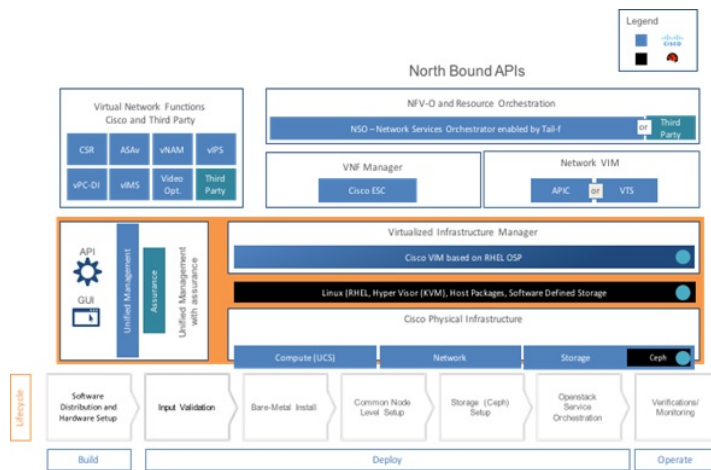 Legend
CISCO
North Bound APIs
Virtual Network Functions
Cisco and Third Party
CSR
ASAv
vNAM
vIPS
vPC-DI
vIMS
Video
Opt.
Third
Party
NFV-O and Resource Orchestration
NSO – Network Services Orchestrator enabled by Tail-f
or
Third
Party
VNF Manager
Cisco ESC
Network VIM
APIC
or
VTS
API
GUI
Unified Management
Assurance
Unified Management
with assurance
Virtualized Infrastructure Manager
Cisco VIM based on RHEL OSP
Linux (RHEL, Hyper Visor (KVM), Host Packages, Software Defined Storage
Cisco Physical Infrastructure
Compute (UCS)
Network
Storage
Ceph
Lifecycle
Software
Distribution and
Hardware Setup
Input Validation
Bare-Metal Install
Common Node
Level Setup
Storage (Ceph)
Setup
Openstack
Service
Orchestration
Verifications/
Monitoring
Build
Deploy
Operate